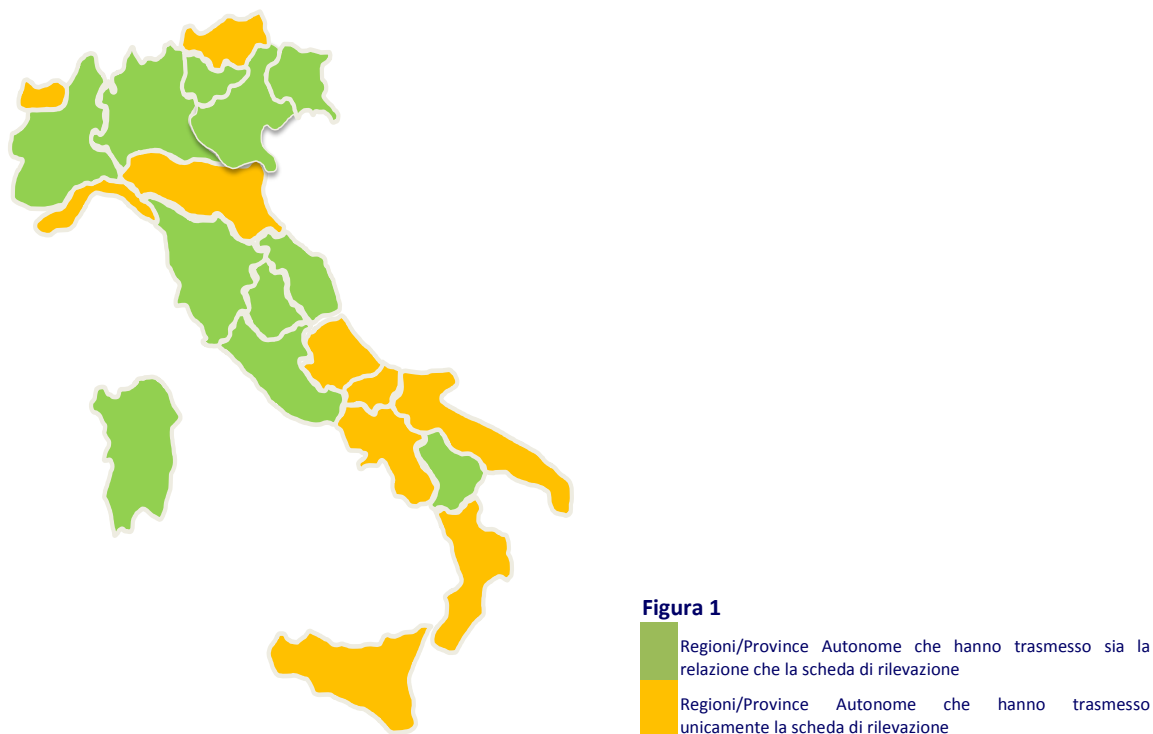 Figura 1
Regioni/Province Autonome che hanno trasmesso sia la
relazione che la scheda di rilevazione
Regioni/Province Autonome che hanno trasmesso
unicamente la scheda di rilevazione